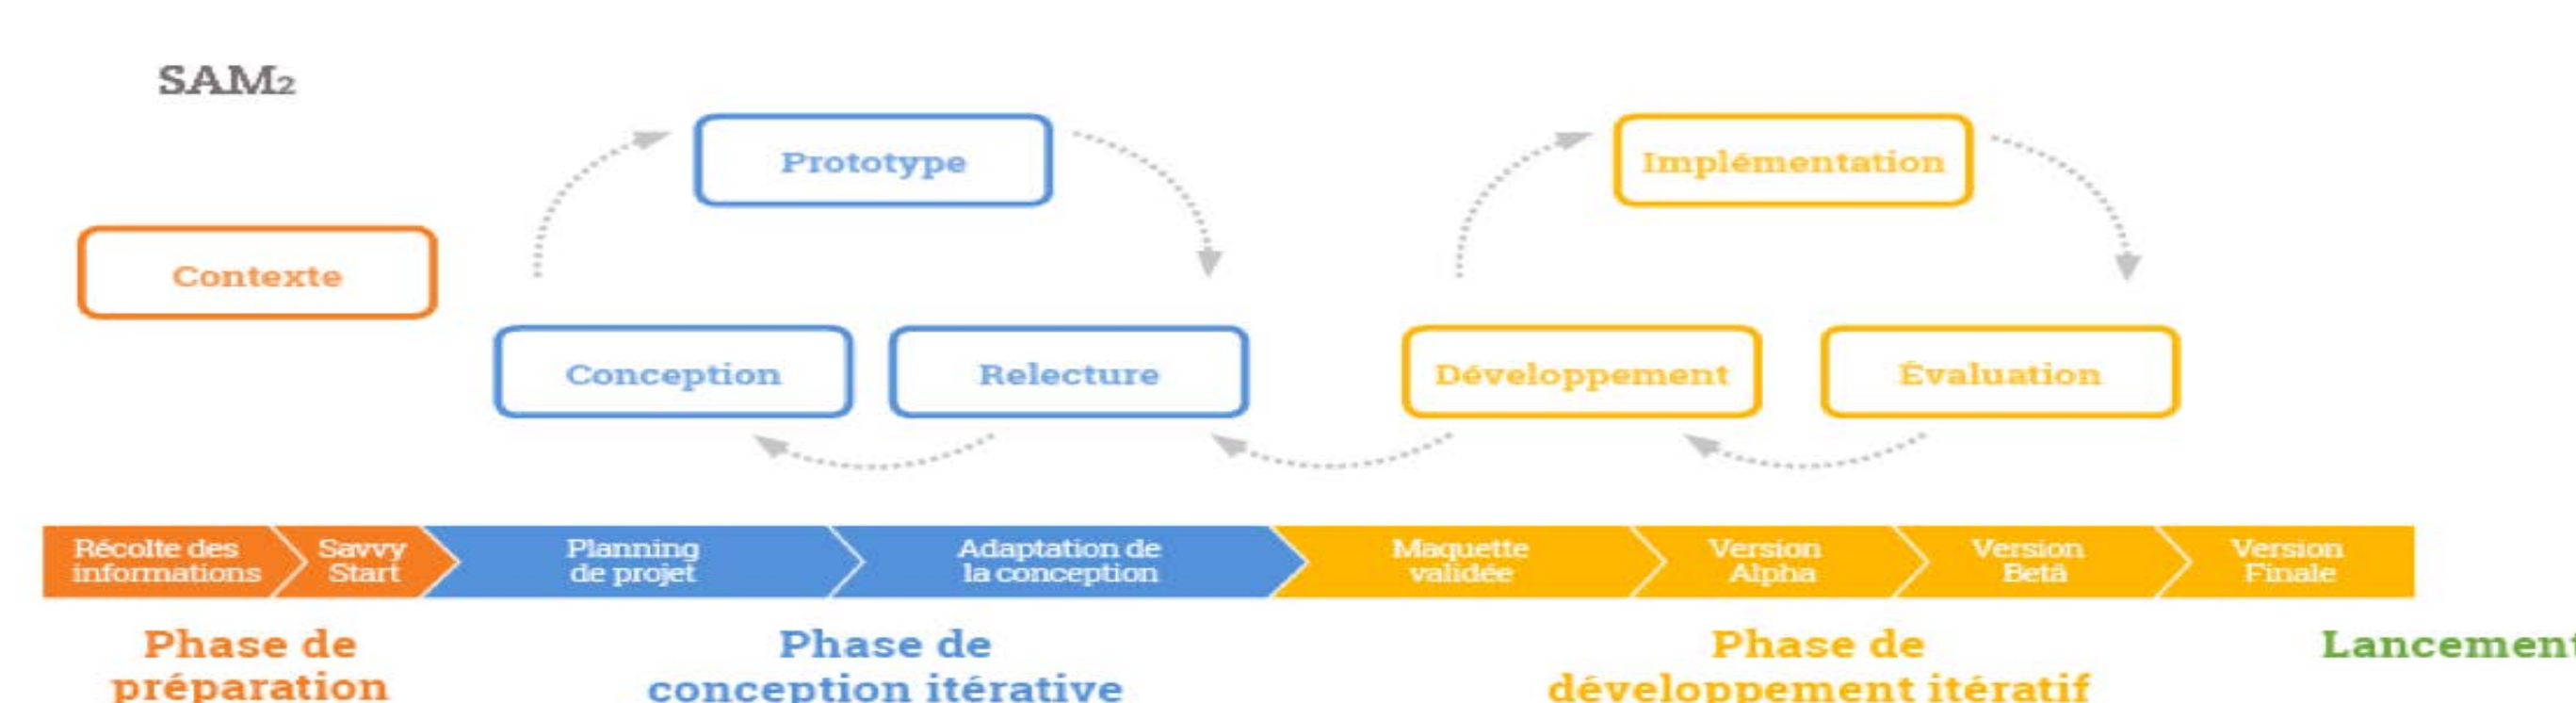 SAM2
Prototype
Implémentation
Contexte
Conception
Relecture
Développement
Évaluation
Récolte des
informations
Savvy
Start
Planning
de projet
Adaptation de
la conception
Maquette
validée
Version
Alpha
Version
Betâ
Version
Finale
Phase de
préparation
Phase de
conception itérative
Phase de
développement itératif
Lancement